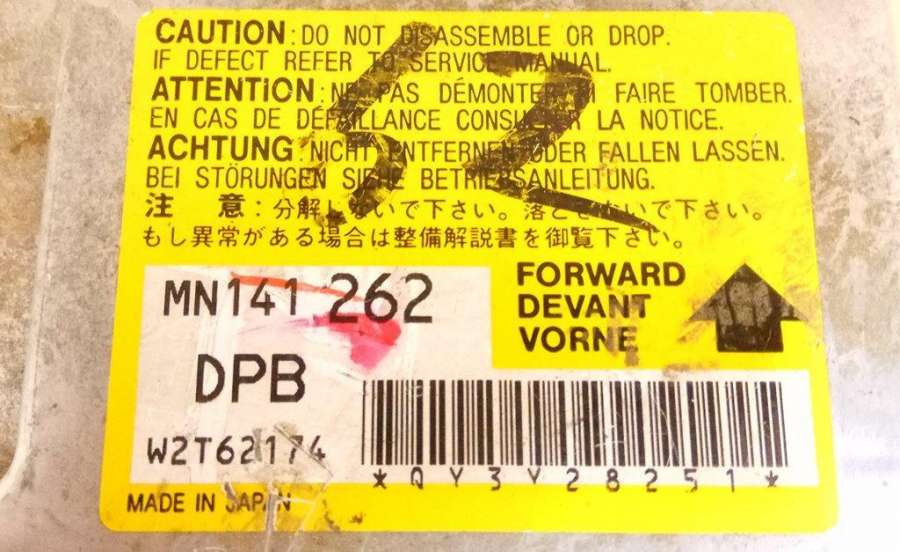 CAUTION : DO NOT DISASSEMBLE OR DROP.
IF DEFECT REFER TO SERVICE MANUAL.
ATTENTION : NE PAS DÉMONTER NI FAIRE TOMBER.
EN CAS DE DÉFAILLANCE CONSULTER LA NOTICE.
ACHTUNG : NICHT ENTFERNEN ODER FALLEN LASSEN.
BEI STÖRUNGEN SIEHE BETRIEBSANLEITUNG.
注 意 : 分解しないで下さい。落とさないで下さい。
もし異常がある場合は整備解説書を御覧下さい。
52
MN141 262
DPB
W2T62174
FORWARD
DEVANT
VORNE
*QY3Y28251*
MADE IN JAPAN